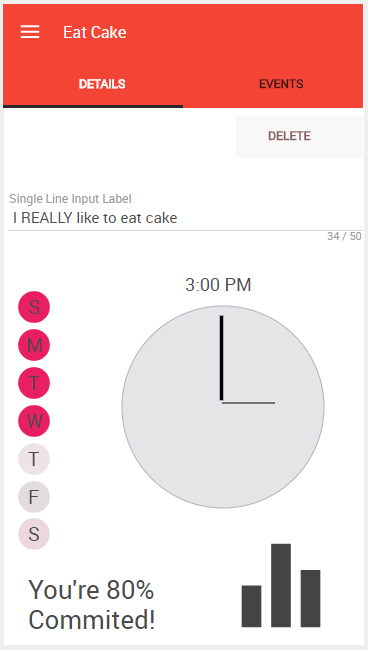 Eat Cake
DETAILS
EVENTS
DELETE
Single Line Input Label
I REALLY like to eat cake
34 / 50
3:00 PM
S
M
T
W
T
F
S
You're 80%
Commited!